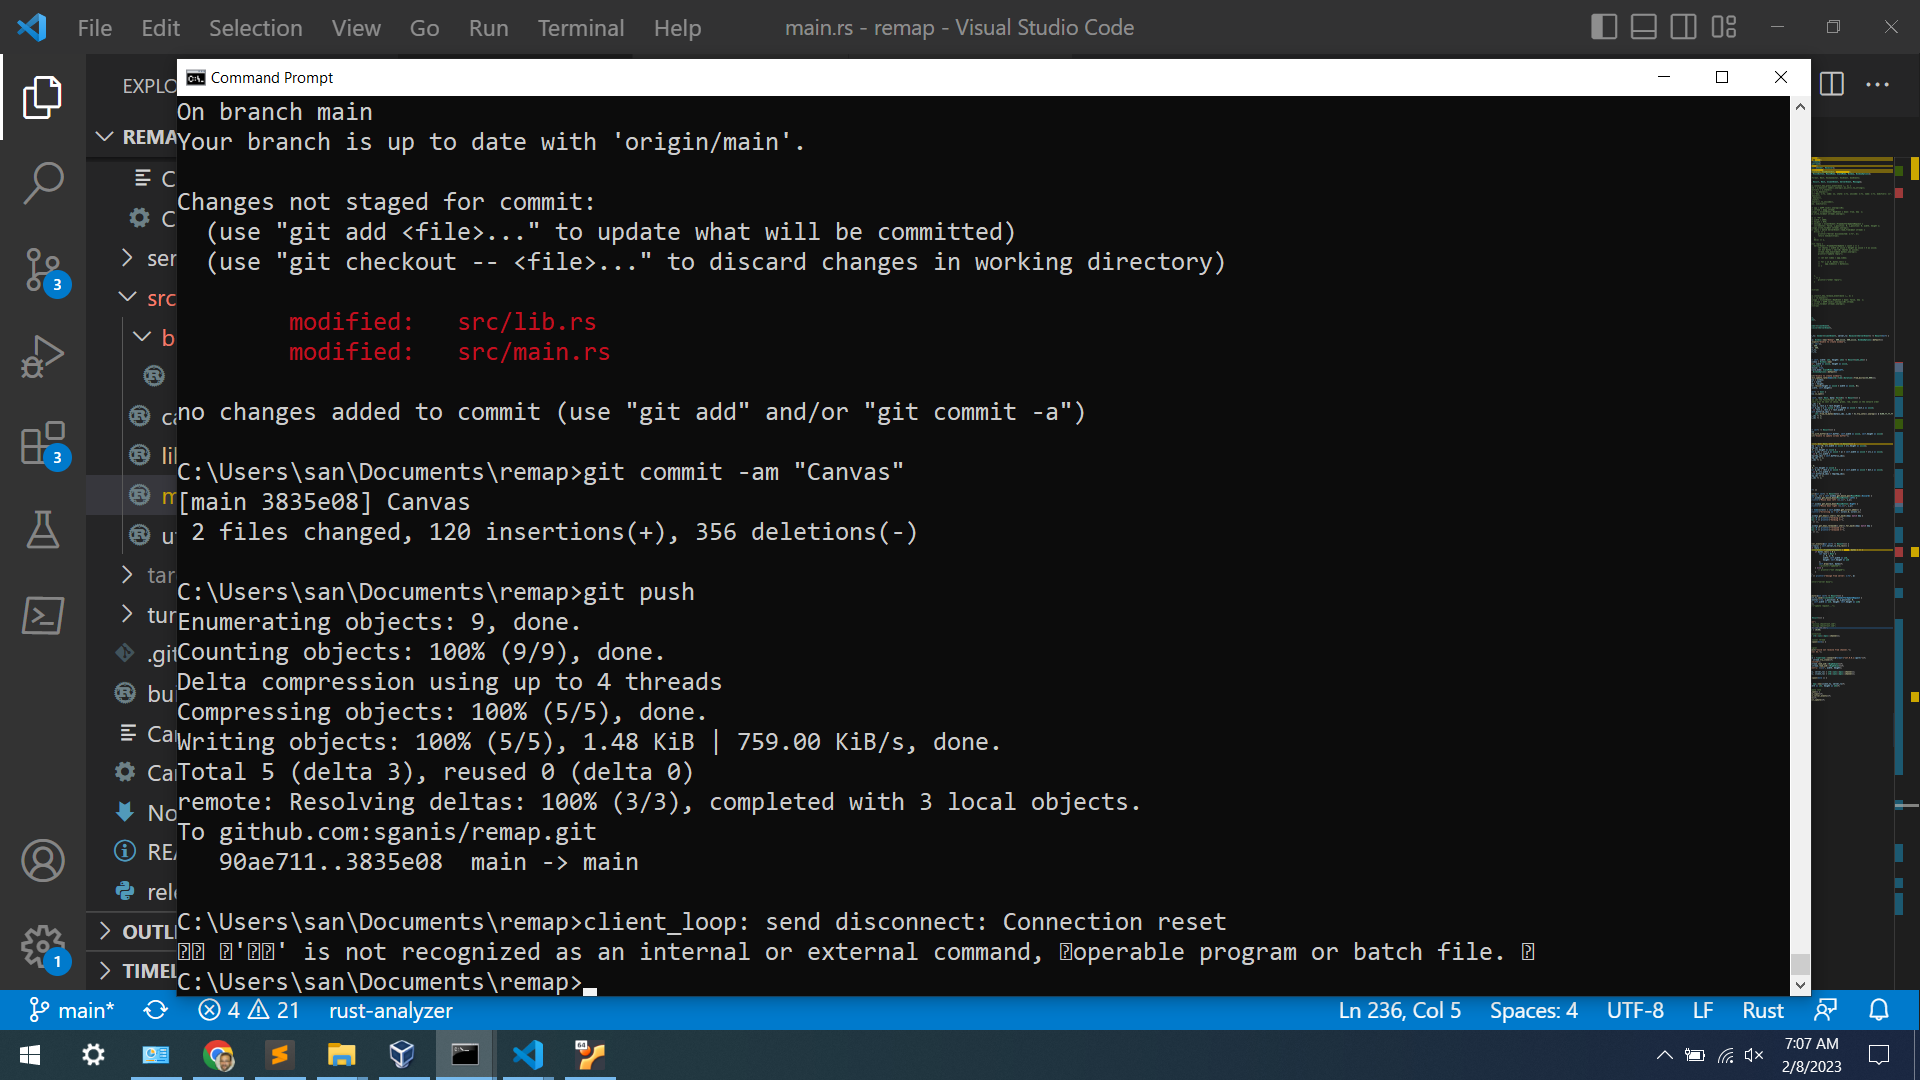 File Edit Selection View Go Run Terminal Help main.rs - remap - Visual Studio Code
EXPLO
Command Prompt
REMA
On branch main
Your branch is up to date with 'origin/main'.
Changes not staged for commit:
(use "git add <file>..." to update what will be committed)
(use "git checkout -- <file>..." to discard changes in working directory)
modified: src/lib.rs
modified: src/main.rs
no changes added to commit (use "git add" and/or "git commit -a")
C:\Users\san\Documents\remap>git commit -am "Canvas"
[main 3835e08] Canvas
2 files changed, 120 insertions(+), 356 deletions(-)
C:\Users\san\Documents\remap>git push
Enumerating objects: 9, done.
Counting objects: 100% (9/9), done.
Delta compression using up to 4 threads
Compressing objects: 100% (5/5), done.
Writing objects: 100% (5/5), 1.48 KiB | 759.00 KiB/s, done.
Total 5 (delta 3), reused 0 (delta 0)
remote: Resolving deltas: 100% (3/3), completed with 3 local objects.
To github.com:sganis/remap.git
90ae711..3835e08 main -> main
C:\Users\san\Documents\remap>client_loop: send disconnect: Connection reset
' ' is not recognized as an internal or external command, operable program or batch file.
C:\Users\san\Documents\remap>
C
C
ser
src
b
ca
li
m
ut
tar
tur
.git
bu
Car
Car
No
REA
rele
OUTLI
TIMEL
3
3
1
main* 4 21 rust-analyzer Ln 236, Col 5 Spaces: 4 UTF-8 LF Rust
64
7:07 AM
2/8/2023